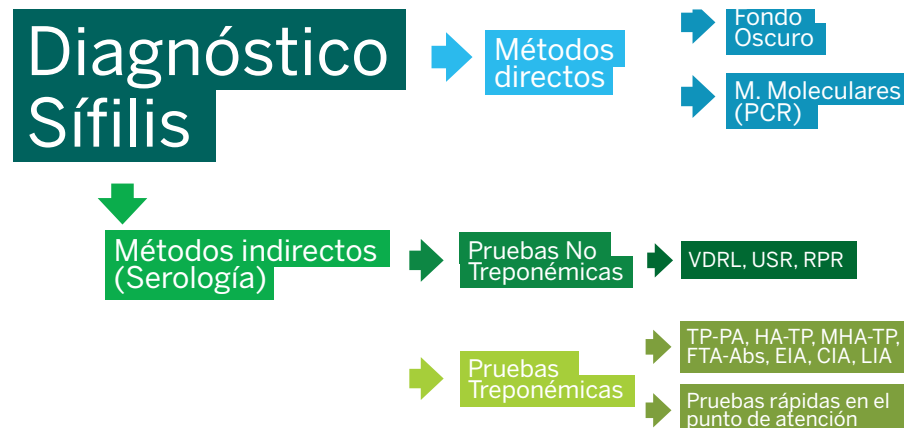 Diagnóstico
Sífilis
Métodos
directos
Fondo
Oscuro
M. Moleculares
(PCR)
Métodos indirectos
(Serología)
Pruebas No
Treponémicas
VDRL, USR, RPR
Pruebas
Treponémicas
TP-PA, HA-TP, MHA-TP,
FTA-Abs, EIA, CIA, LIA
Pruebas rápidas en el
punto de atención